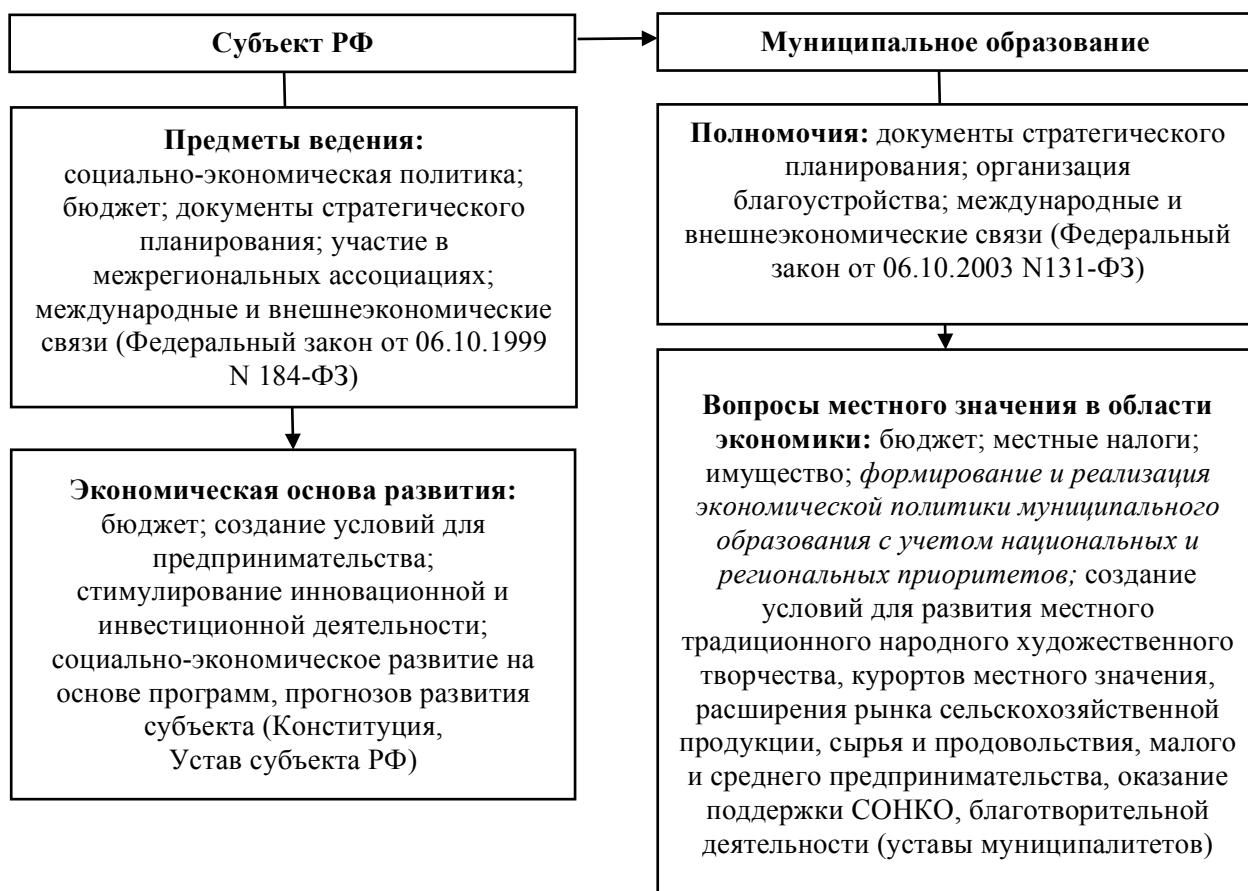 Субъект РФ
Предметы ведения:
социально-экономическая политика;
бюджет; документы стратегического
планирования; участие в
межрегиональных ассоциациях;
международные и внешнеэкономические
связи (Федеральный закон от 06.10.1999
N 184-ФЗ)
Экономическая основа развития:
бюджет; создание условий для
предпринимательства;
стимулирование инновационной и
инвестиционной деятельности;
социально-экономическое развитие на
основе программ, прогнозов развития
субъекта (Конституция,
Устав субъекта РФ)
Муниципальное образование
Полномочия: документы стратегического
планирования; организация
благоустройства; международные и
внешнеэкономические связи (Федеральный
закон от 06.10.2003 N131-ФЗ)
Вопросы местного значения в области
экономики: бюджет; местные налоги;
имущество; формирование и реализация
экономической политики муниципального
образования с учетом национальных и
региональных приоритетов; создание
условий для развития местного
традиционного народного художественного
творчества, курортов местного значения,
расширения рынка сельскохозяйственной
продукции, сырья и продовольствия, малого
и среднего предпринимательства, оказание
поддержки СОНКО, благотворительной
деятельности (уставы муниципалитетов)